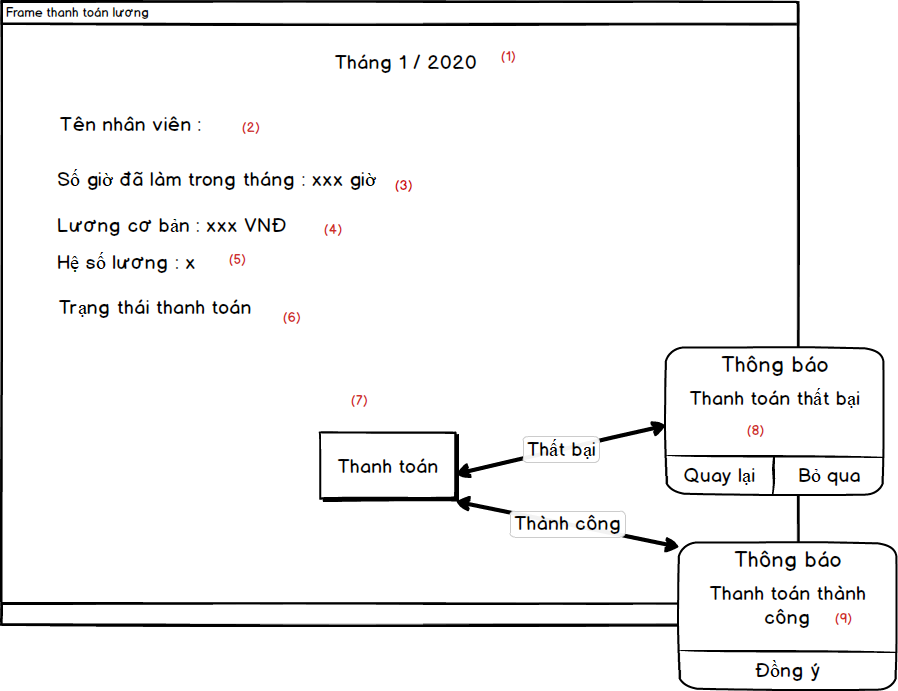 Frame thanh toán lương
Tháng 1 / 2020 (1)
Tên nhân viên : (2)
Số giờ đã làm trong tháng : xxx giờ (3)
Lương cơ bản : xxx VNĐ (4)
Hệ số lương : x (5)
Trạng thái thanh toán (6)
(7)
Thanh toán
Thất bại
Thành công
Thông báo
Thanh toán thất bại
(8)
Quay lại Bỏ qua
Thông báo
Thanh toán thành
công (9)
Đồng ý